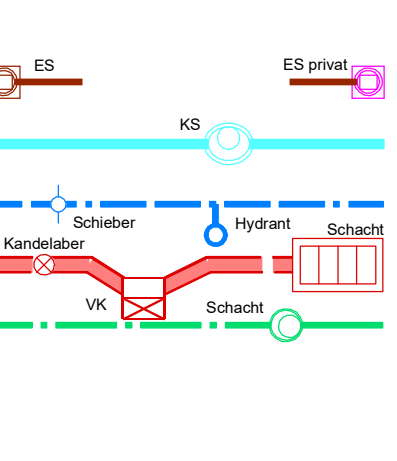 ES
ES privat
KS
Schieber
Hydrant
Schacht
Kandelaber
VK
Schacht